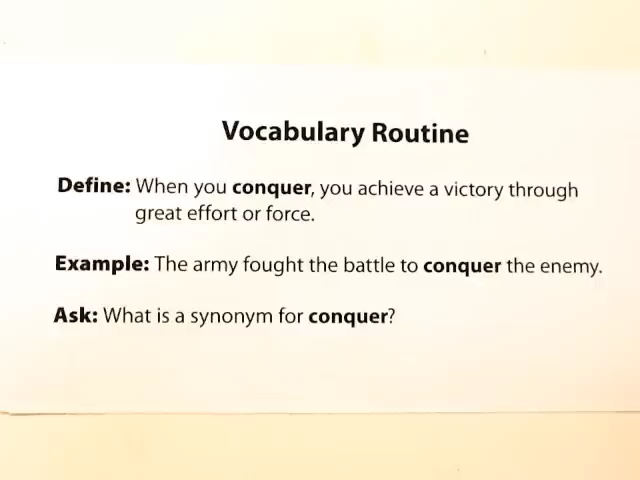 Vocabulary Routine
Define: When you conquer, you achieve a victory through
great effort or force.
Example: The army fought the battle to conquer the enemy.
Ask: What is a synonym for conquer?